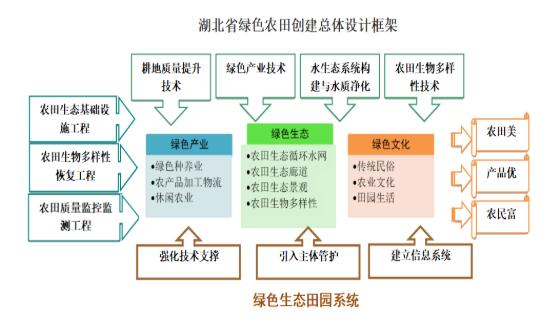 湖北省绿色农田创建总体设计框架
耕地质量提升
技术
绿色产业技术
水生态系统构
建与水质净化
农田生物多样
性技术
农田生态基础设
施工程
农田生物多样性
恢复工程
农田质量监控监
测工程
绿色产业
•绿色种养业
•农产品加工物流
•休闲农业
绿色生态
•农田生态循环水网
•农田生态廊道
•农田生态景观
•农田生物多样性
绿色文化
•传统民俗
•农业文化
•田园生活
农田美
产品优
农民富
强化技术支撑
引入主体管护
建立信息系统
绿色生态田园系统